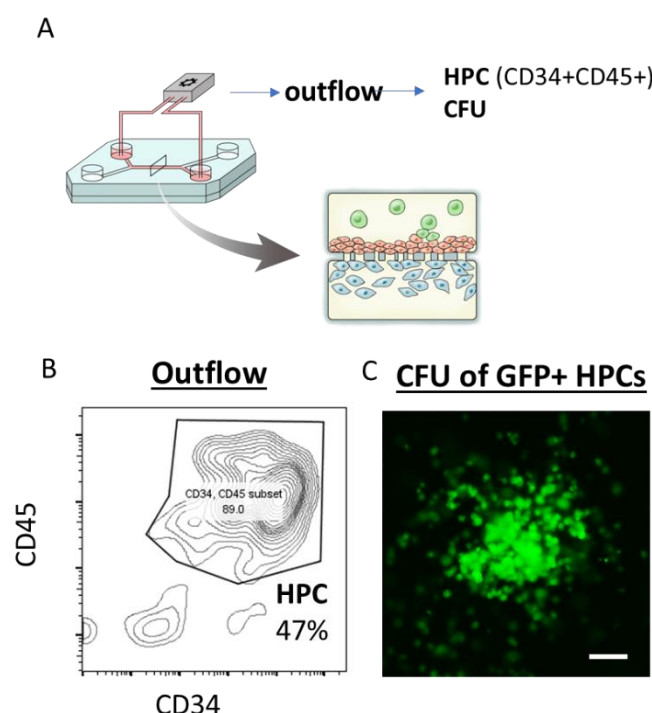 A
outflow
HPC (CD34+CD45+)
CFU
B
Outflow
C
CFU of GFP+ HPCs
CD45
CD34, CD45 subset
89.0
HPC
47%
CD34